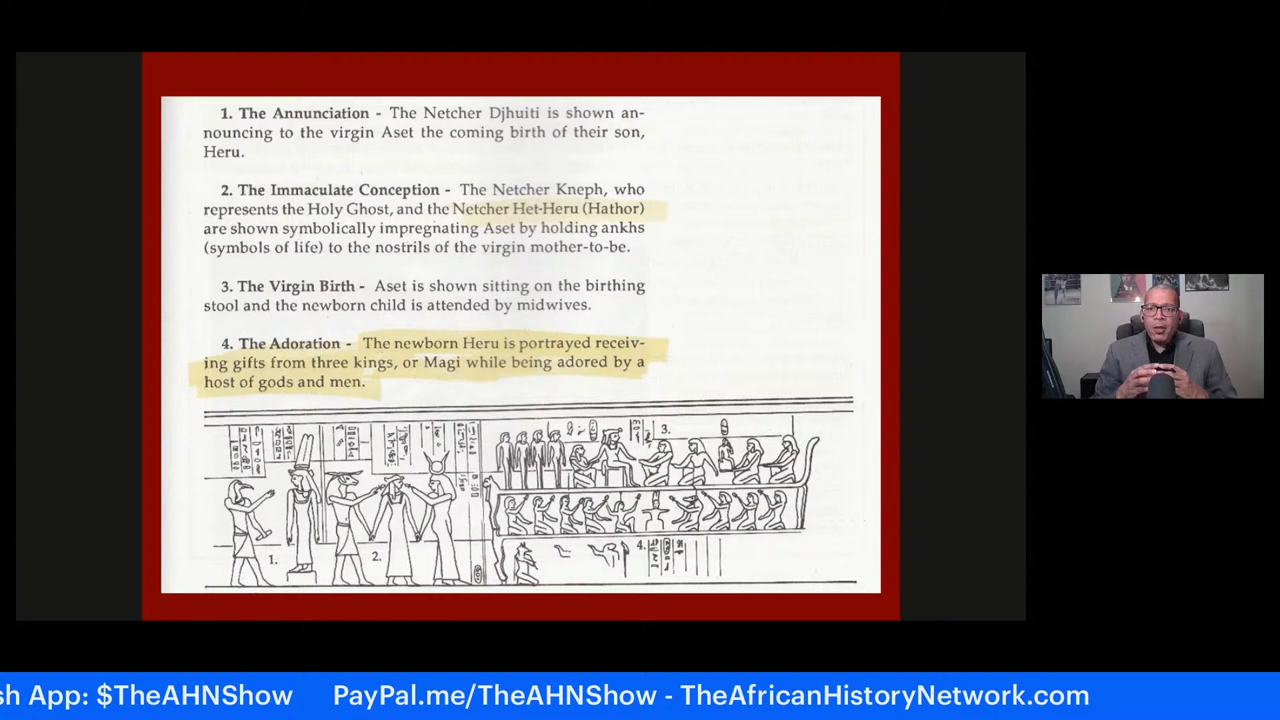 1. The Annunciation - The Netcher Djhuiti is shown an-
nouncing to the virgin Aset the coming birth of their son,
Heru.
2. The Immaculate Conception - The Netcher Kneph, who
represents the Holy Ghost, and the Netcher Het-Heru (Hathor)
are shown symbolically impregnating Aset by holding ankhs
(symbols of life) to the nostrils of the virgin mother-to-be.
3. The Virgin Birth - Aset is shown sitting on the birthing
stool and the newborn child is attended by midwives.
4. The Adoration - The newborn Heru is portrayed receiv-
ing gifts from three kings, or Magi while being adored by a
host of gods and men.
3.
4.
1.
2.
sh App: $TheAHNShow PayPal.me/TheAHNShow - TheAfricanHistoryNetwork.com